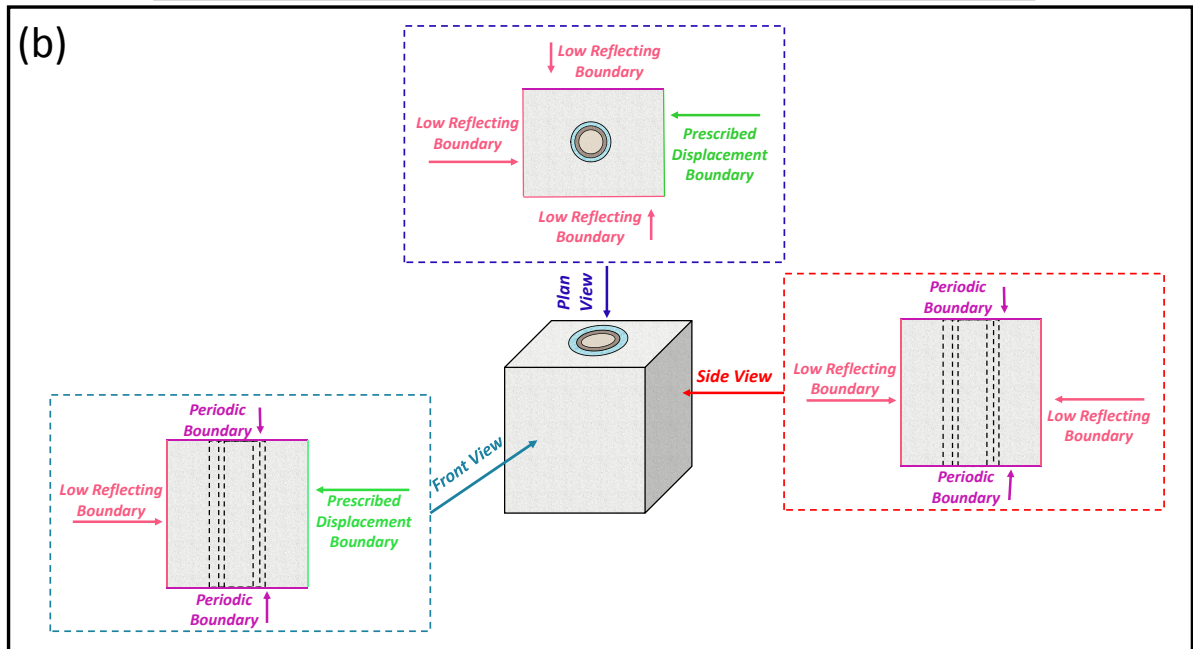 (b)
Low Reflecting
Boundary
Low Reflecting
Boundary
Prescribed
Displacement
Boundary
Low Reflecting
Boundary
Plan
View
Periodic
Boundary
Low Reflecting
Boundary
Side View
Low Reflecting
Boundary
Periodic
Boundary
Periodic
Boundary
Front View
Low Reflecting
Boundary
Prescribed
Displacement
Boundary
Periodic
Boundary